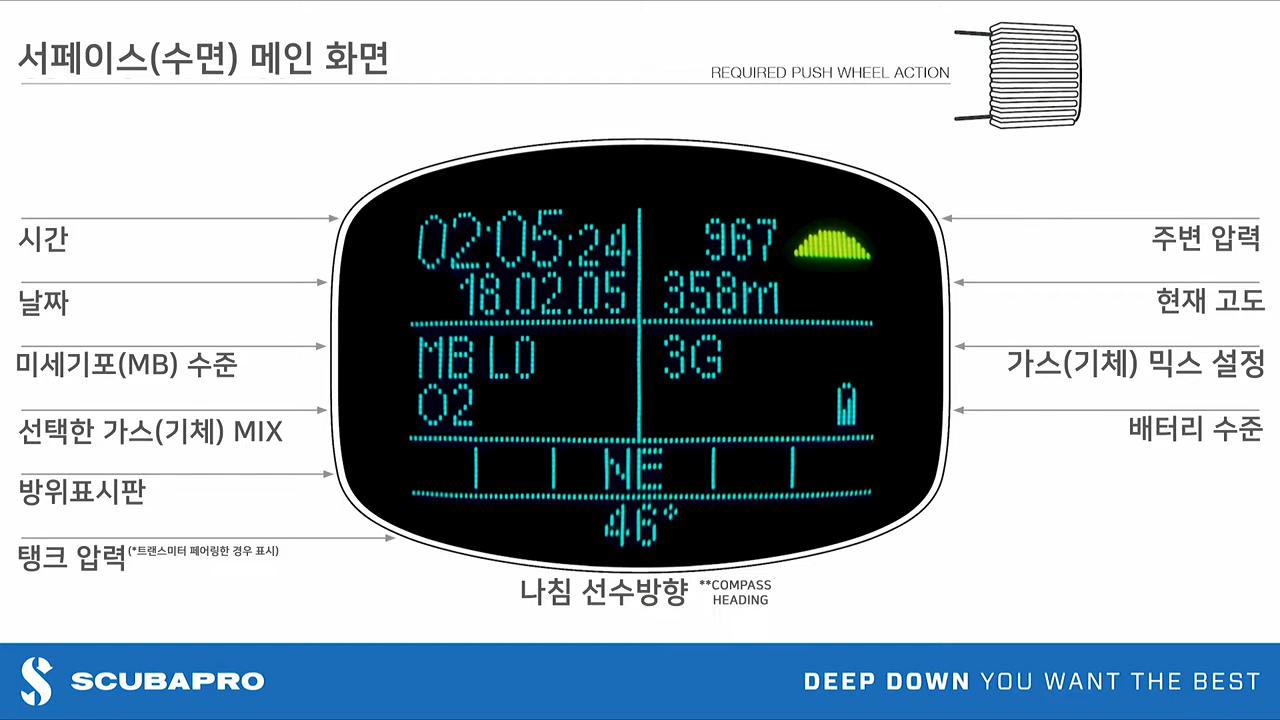 서페이스(수면) 메인 화면
REQUIRED PUSH WHEEL ACTION
시간
날짜
미세기포(MB) 수준
선택한 가스(기체) MIX
방위표시판
탱크 압력(*트랜스미터 페어링한 경우 표시)
02:05:24
967
18.02.05
358m
MB L0
3G
O2
NE
46°
주변 압력
현재 고도
가스(기체) 믹스 설정
배터리 수준
나침 선수방향 **COMPASS
HEADING
S SCUBAPRO
DEEP DOWN YOU WANT THE BEST